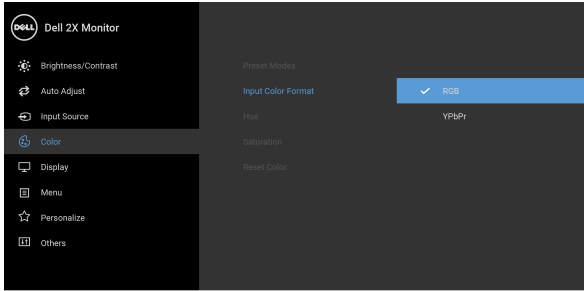 DELL
Dell 2X Monitor
Brightness/Contrast
Auto Adjust
Input Source
Color
Display
Menu
Personalize
Others
Preset Modes
Input Color Format
Hue
Saturation
Reset Color
RGB
YPbPr